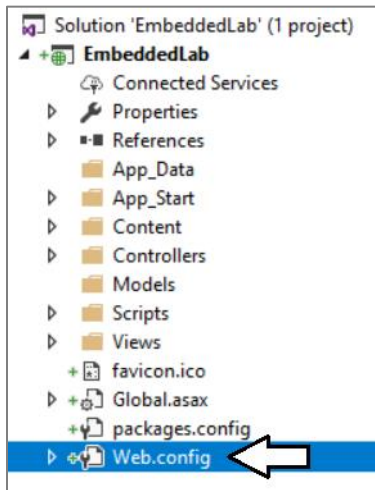 Solution 'EmbeddedLab' (1 project)
EmbeddedLab
Connected Services
Properties
References
App_Data
App_Start
Content
Controllers
Models
Scripts
Views
favicon.ico
Global.asax
packages.config
Web.config